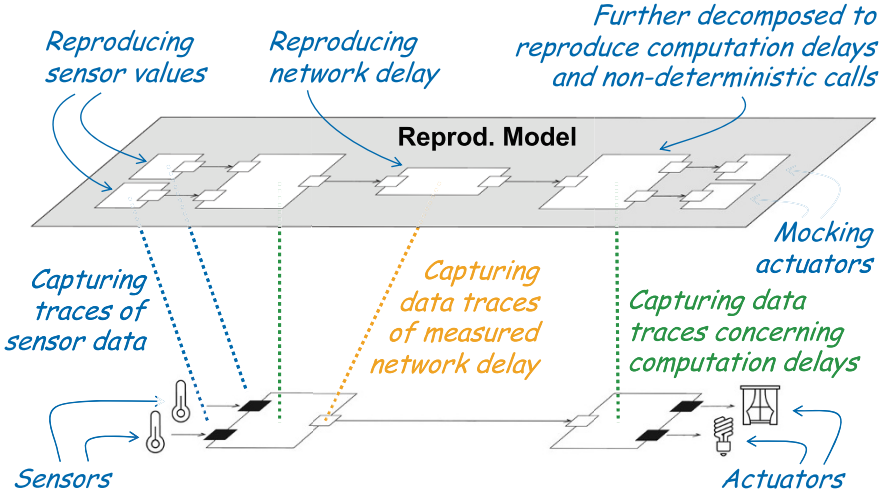 Reproducing
sensor values
Reproducing
network delay
Further decomposed to
reproduce computation delays
and non-deterministic calls
Reprod. Model
Mocking
actuators
Capturing
traces of
sensor data
Capturing
data traces
of measured
network delay
Capturing data
traces concerning
computation delays
Sensors
Actuators